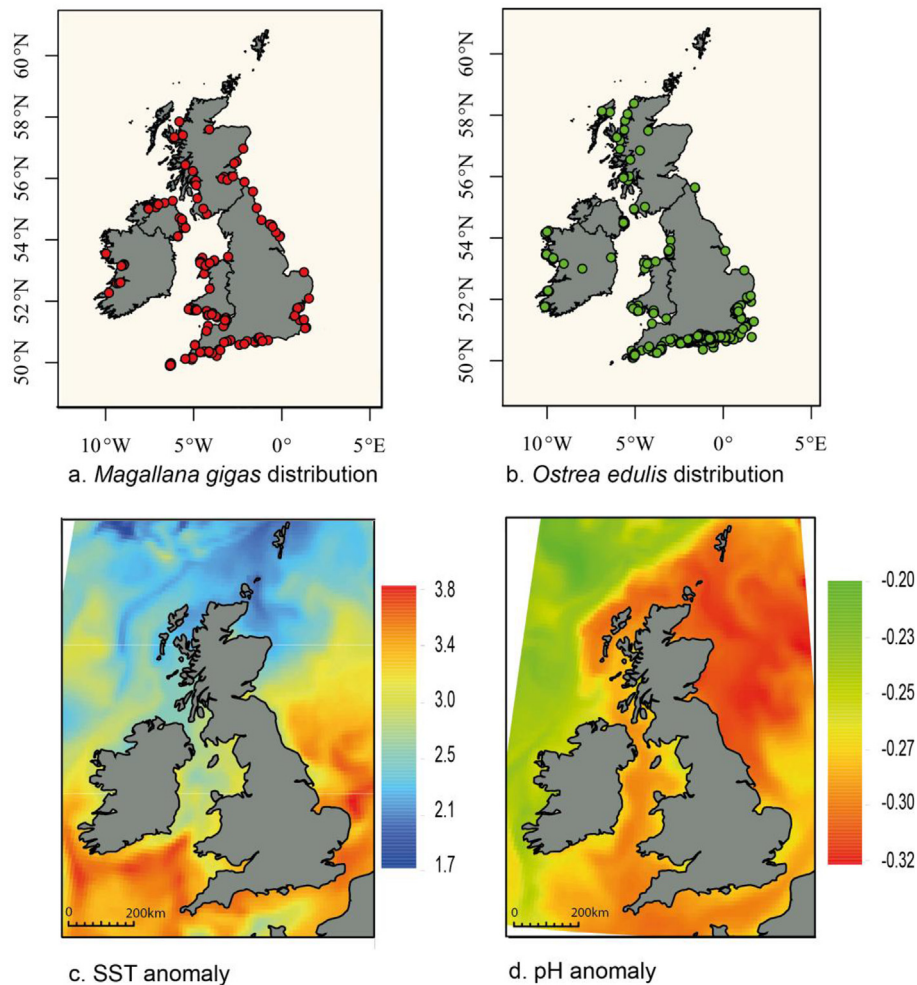 60°N
58°N
56°N
54°N
52°N
50°N
10°W 5°W 0° 5°E
a. Magallana gigas distribution
60°N
58°N
56°N
54°N
52°N
50°N
10°W 5°W 0° 5°E
b. Ostrea edulis distribution
3.8
3.4
3.0
2.5
2.1
1.7
0 200km
c. SST anomaly
-0.20
-0.23
-0.27
-0.30
-0.32
0 200km
d. pH anomaly